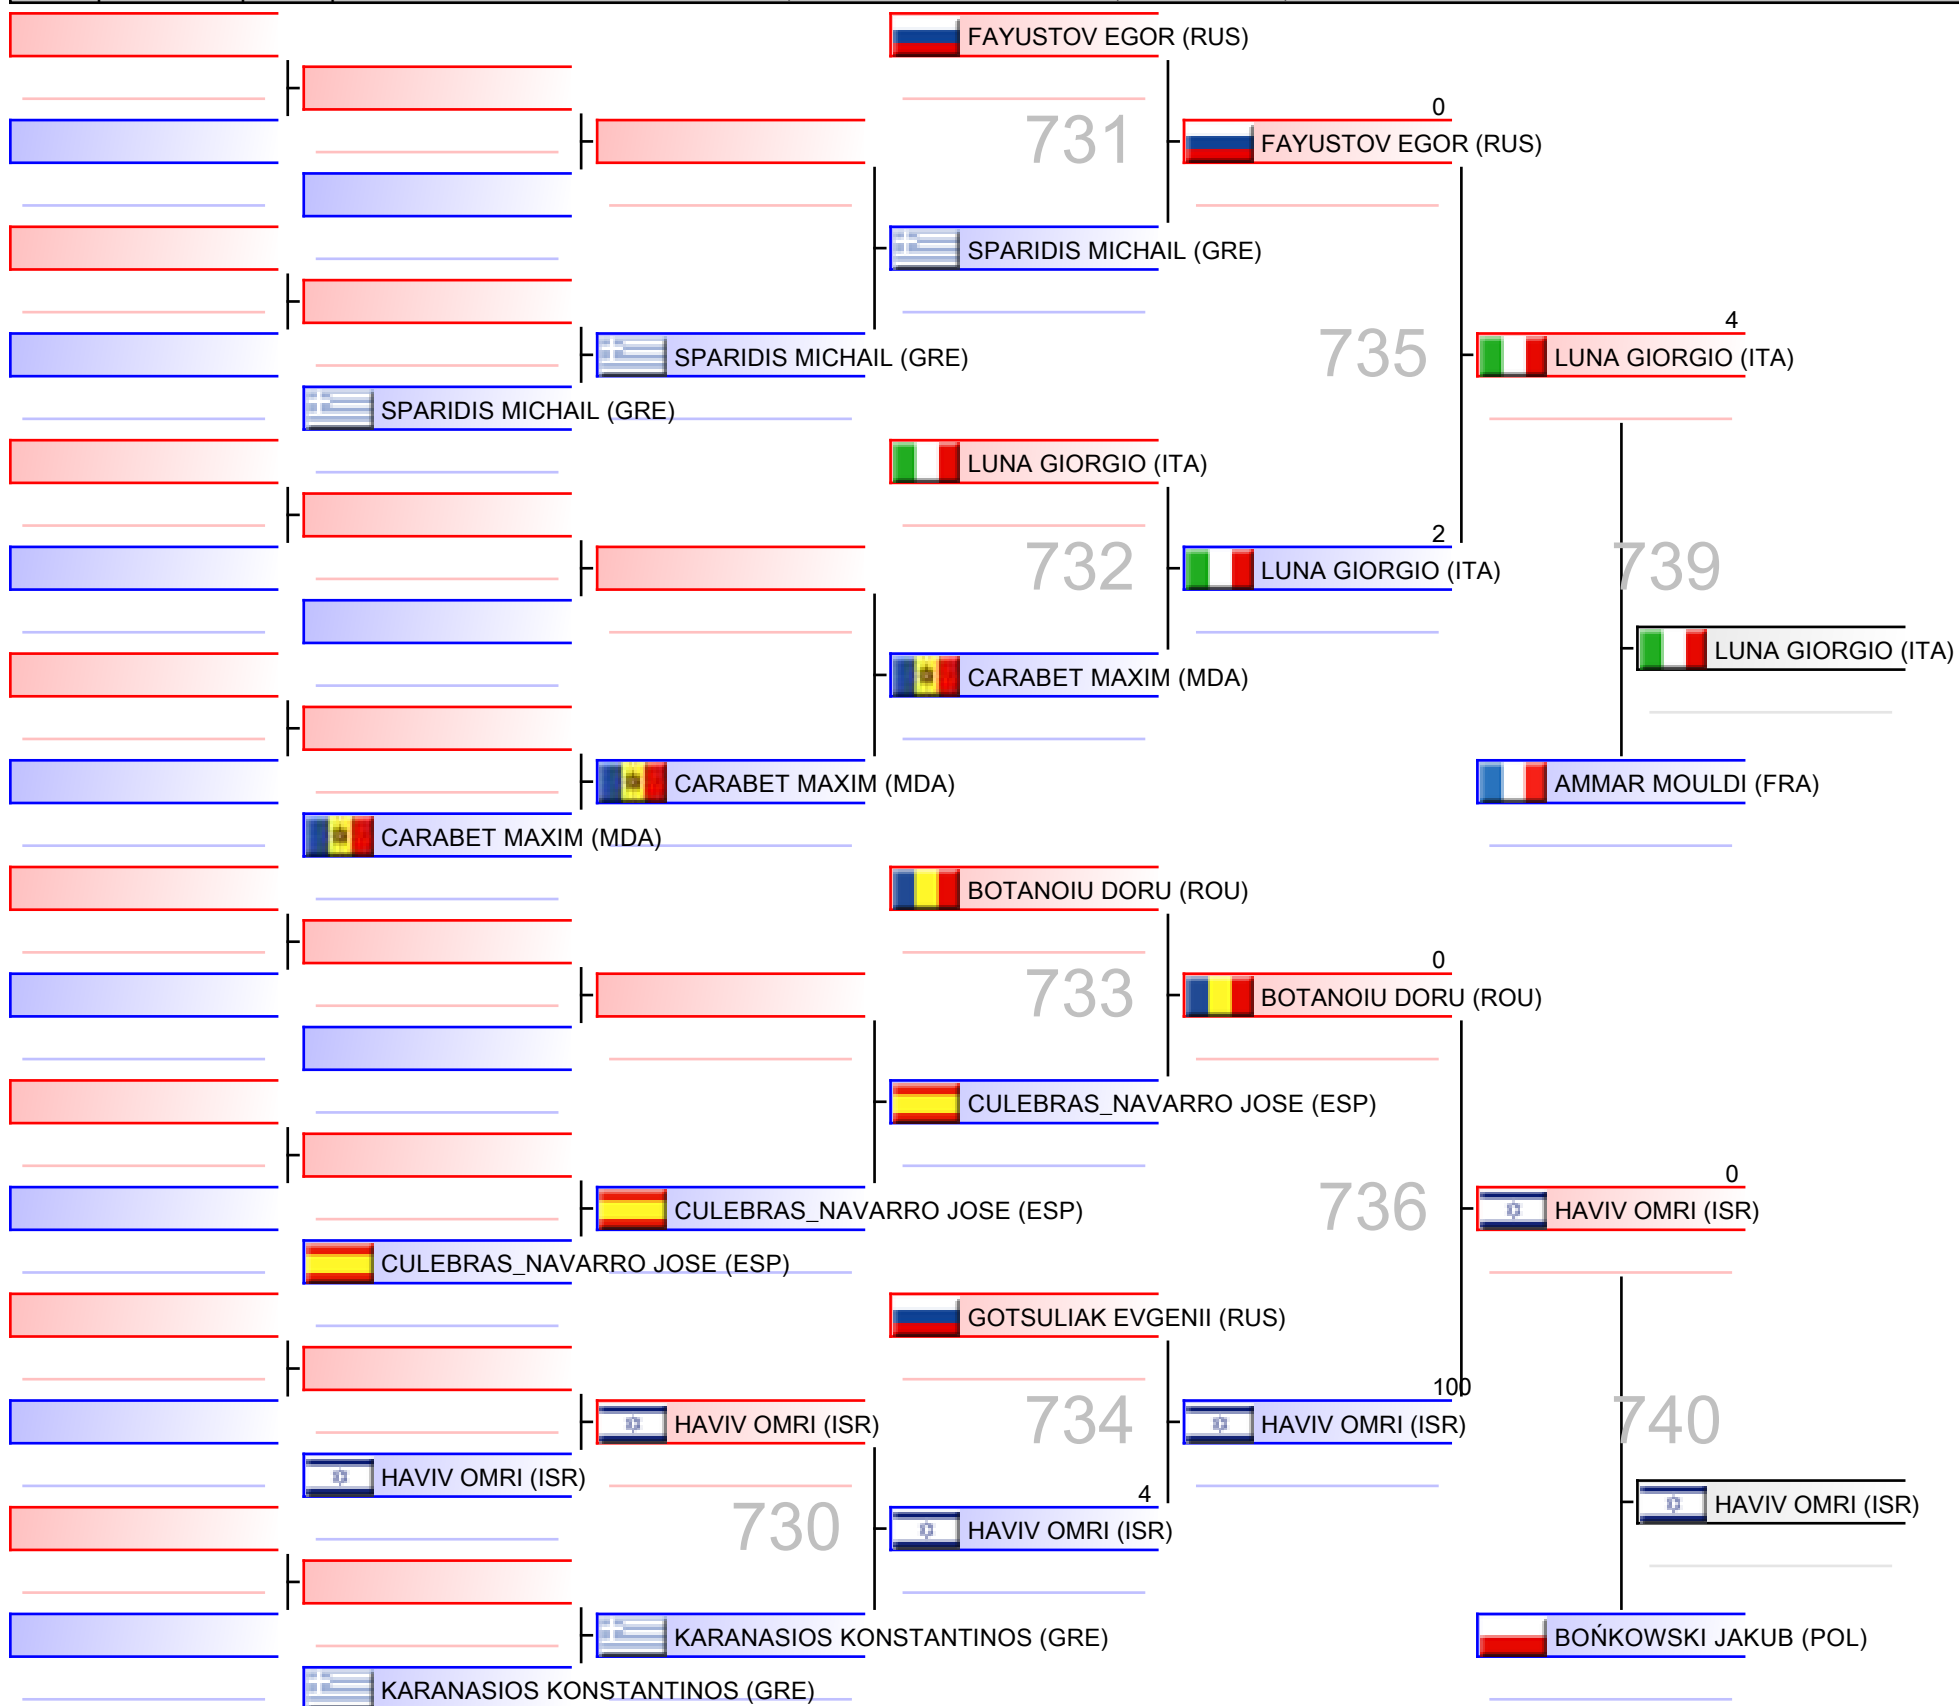 FAYUSTOV EGOR (RUS)
0
731
FAYUSTOV EGOR (RUS)
SPARIDIS MICHAIL (GRE)
4
735
SPARIDIS MICHAIL (GRE)
LUNA GIORGIO (ITA)
SPARIDIS MICHAIL (GRE)
LUNA GIORGIO (ITA)
2
732
LUNA GIORGIO (ITA)
739
LUNA GIORGIO (ITA)
CARABET MAXIM (MDA)
CARABET MAXIM (MDA)
AMMAR MOULDI (FRA)
CARABET MAXIM (MDA)
BOTANOIU DORU (ROU)
0
733
BOTANOIU DORU (ROU)
CULEBRAS_NAVARRO JOSE (ESP)
0
736
CULEBRAS_NAVARRO JOSE (ESP)
HAVIV OMRI (ISR)
CULEBRAS_NAVARRO JOSE (ESP)
GOTSULIAK EVGENII (RUS)
100
HAVIV OMRI (ISR)
734
HAVIV OMRI (ISR)
740
HAVIV OMRI (ISR)
4
HAVIV OMRI (ISR)
730
HAVIV OMRI (ISR)
KARANASIOS KONSTANTINOS (GRE)
BOŃKOWSKI JAKUB (POL)
KARANASIOS KONSTANTINOS (GRE)